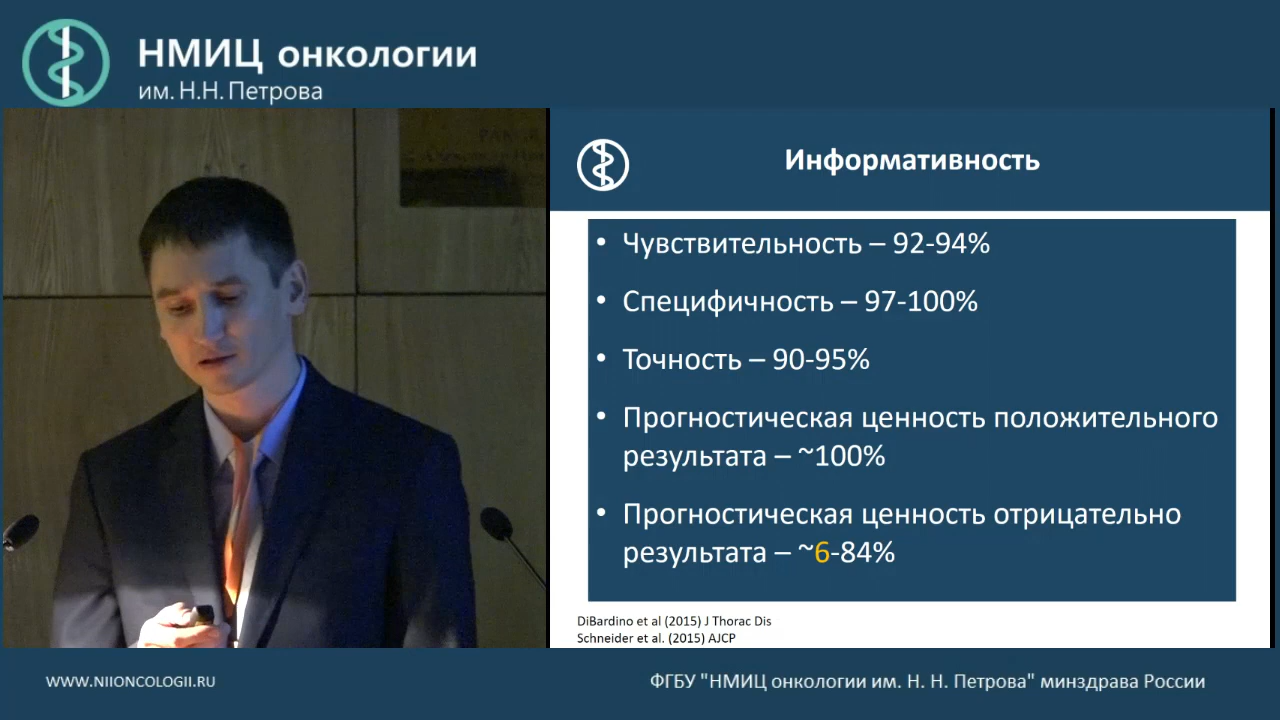 НМИЦ онкологии
им. Н.Н. Петрова
Информативность
• Чувствительность – 92-94%
• Специфичность – 97-100%
• Точность – 90-95%
• Прогностическая ценность положительного
результата – ~100%
• Прогностическая ценность отрицательно
результата – ~6-84%
DiBardino et al (2015) J Thorac Dis
Schneider et al. (2015) AJCP
WWW.NIIONCOLOGII.RU
ФГБУ "НМИЦ онкологии им. Н. Н. Петрова" минздрава России